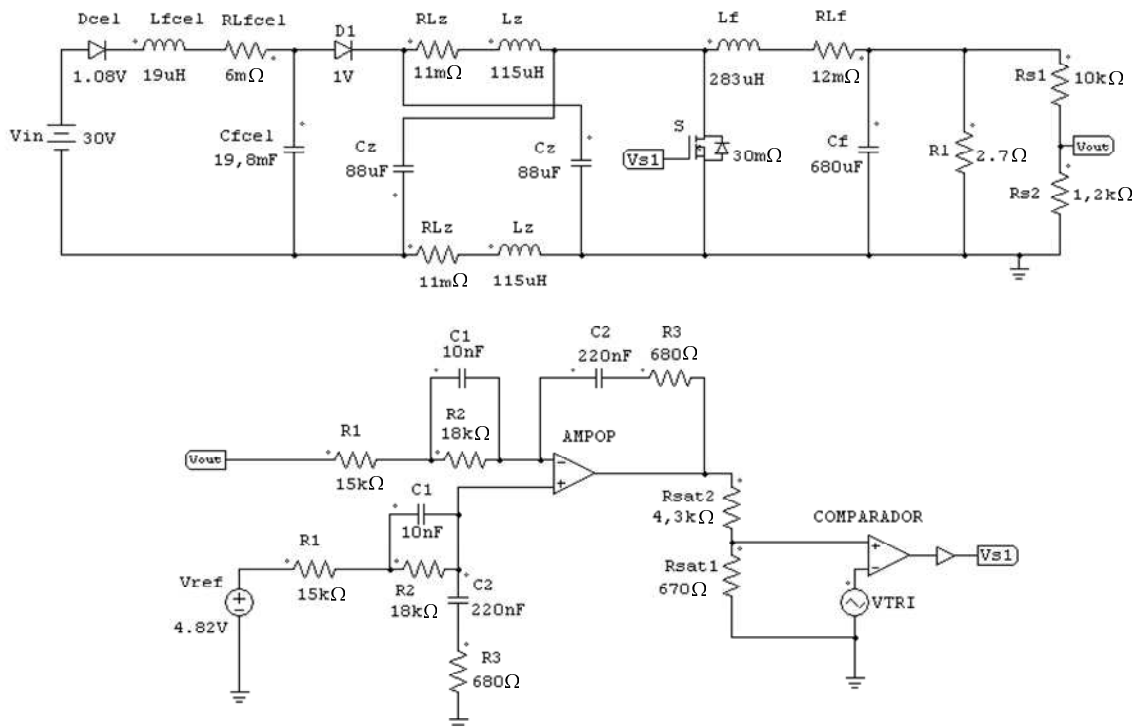 Dcel Lfcel RLfcel D1 RLz Lz Lf RLf
1.08V 19uH 6mΩ 1V 11mΩ 115uH 283uH 12mΩ
Rs1
10kΩ
Vin 30V
Cfcel
19,8mF
Cz
88uF
Cz
88uF
S
Vs1
30mΩ
Cf
680uF
R1
2.7Ω
Vout
Rs2
1,2kΩ
RLz Lz
11mΩ 115uH
C1
10nF
C2
220nF
R3
680Ω
R2
18kΩ
AMPOP
Vout
R1
15kΩ
C1
10nF
Rsat2
4,3kΩ
COMPARADOR
R1
15kΩ
R2
18kΩ
C2
220nF
Rsat1
670Ω
Vs1
Vref
4.82V
VTRI
R3
680Ω
- + + -
+
-